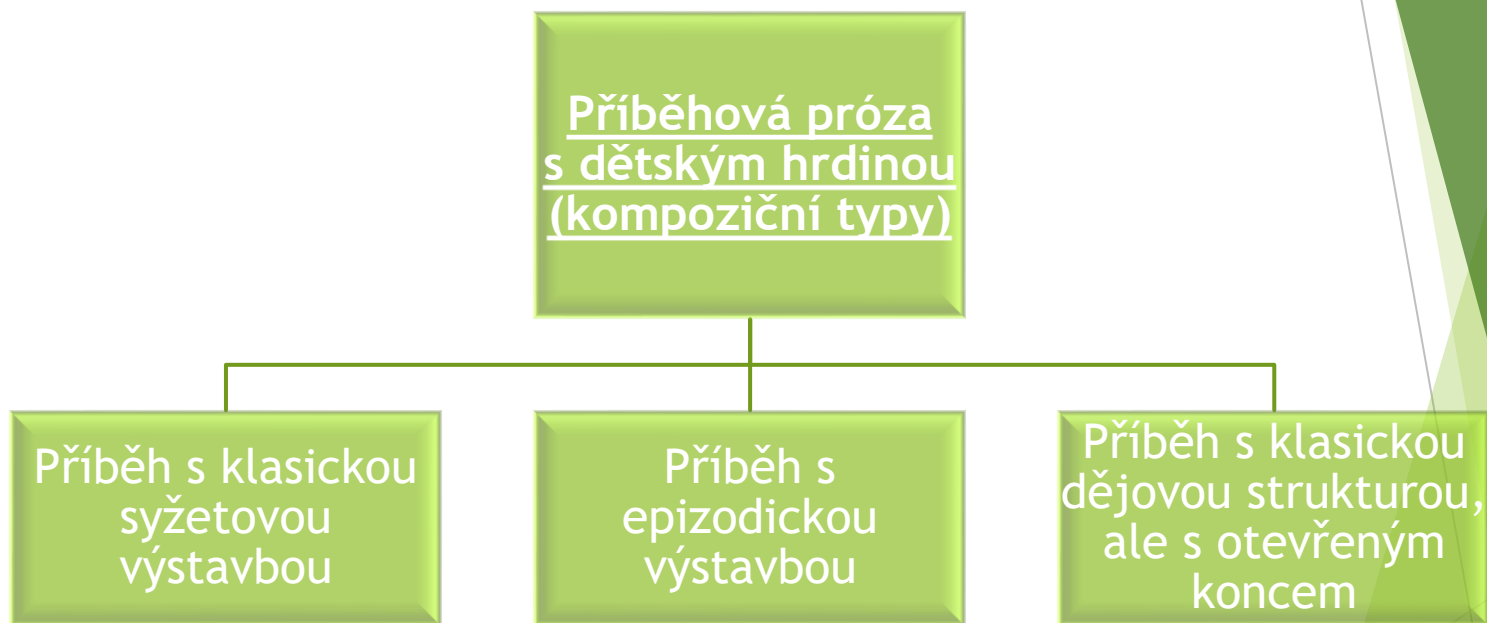 Příběhová próza
s dětským hrdinou
(kompoziční typy)
Příběh s klasickou
syžetovou
výstavbou
Příběh s
epizodickou
výstavbou
Příběh s klasickou
dějovou strukturou,
ale s otevřeným
koncem